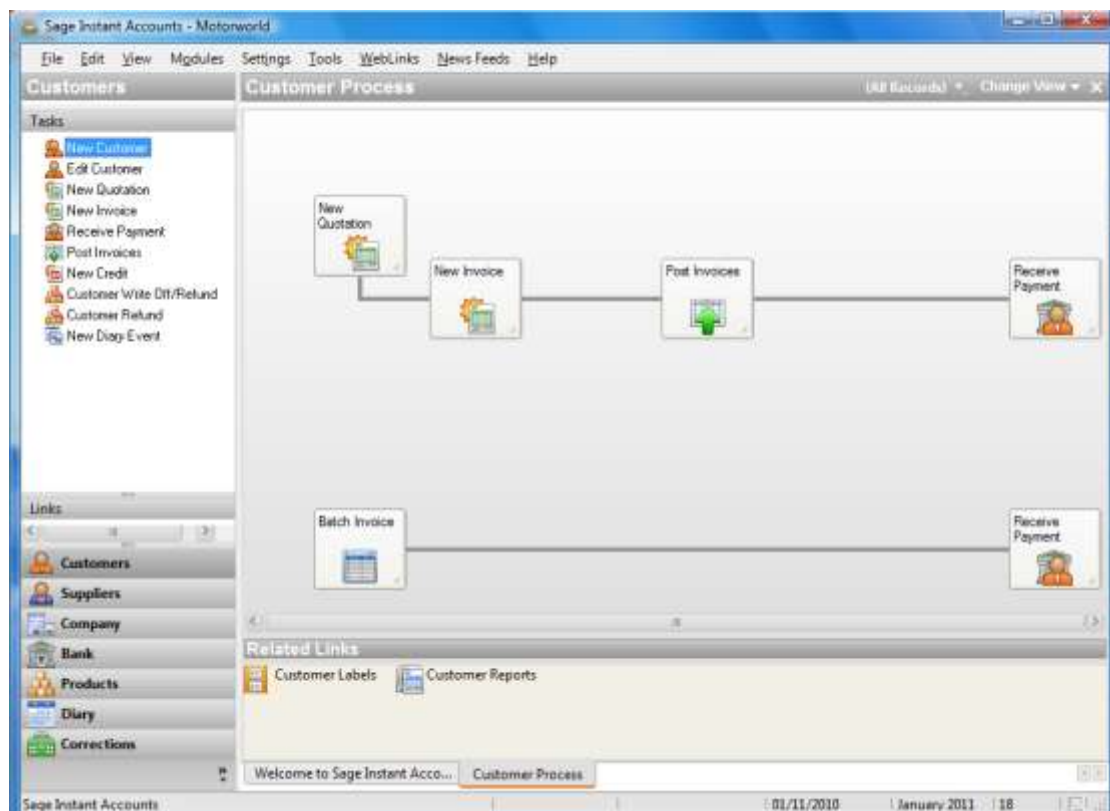 Sage Instant Accounts - Motorworld
File Edit View Modules Settings Tools WebLinks News Feeds Help
Customers
Customer Process
(All Records)
Change View
Tasks
New Customer
Edit Customer
New Quotation
New Invoice
Receive Payment
Post Invoices
New Credit
Customer Write Off/Refund
Customer Refund
New Diary Event
New
Quotation
New Invoice
Post Invoices
Receive
Payment
Batch Invoice
Receive
Payment
Links
Customers
Suppliers
Company
Bank
Products
Diary
Corrections
Related Links
Customer Labels
Customer Reports
Welcome to Sage Instant Acco...
Customer Process
Sage Instant Accounts
01/11/2010
January 2011
18